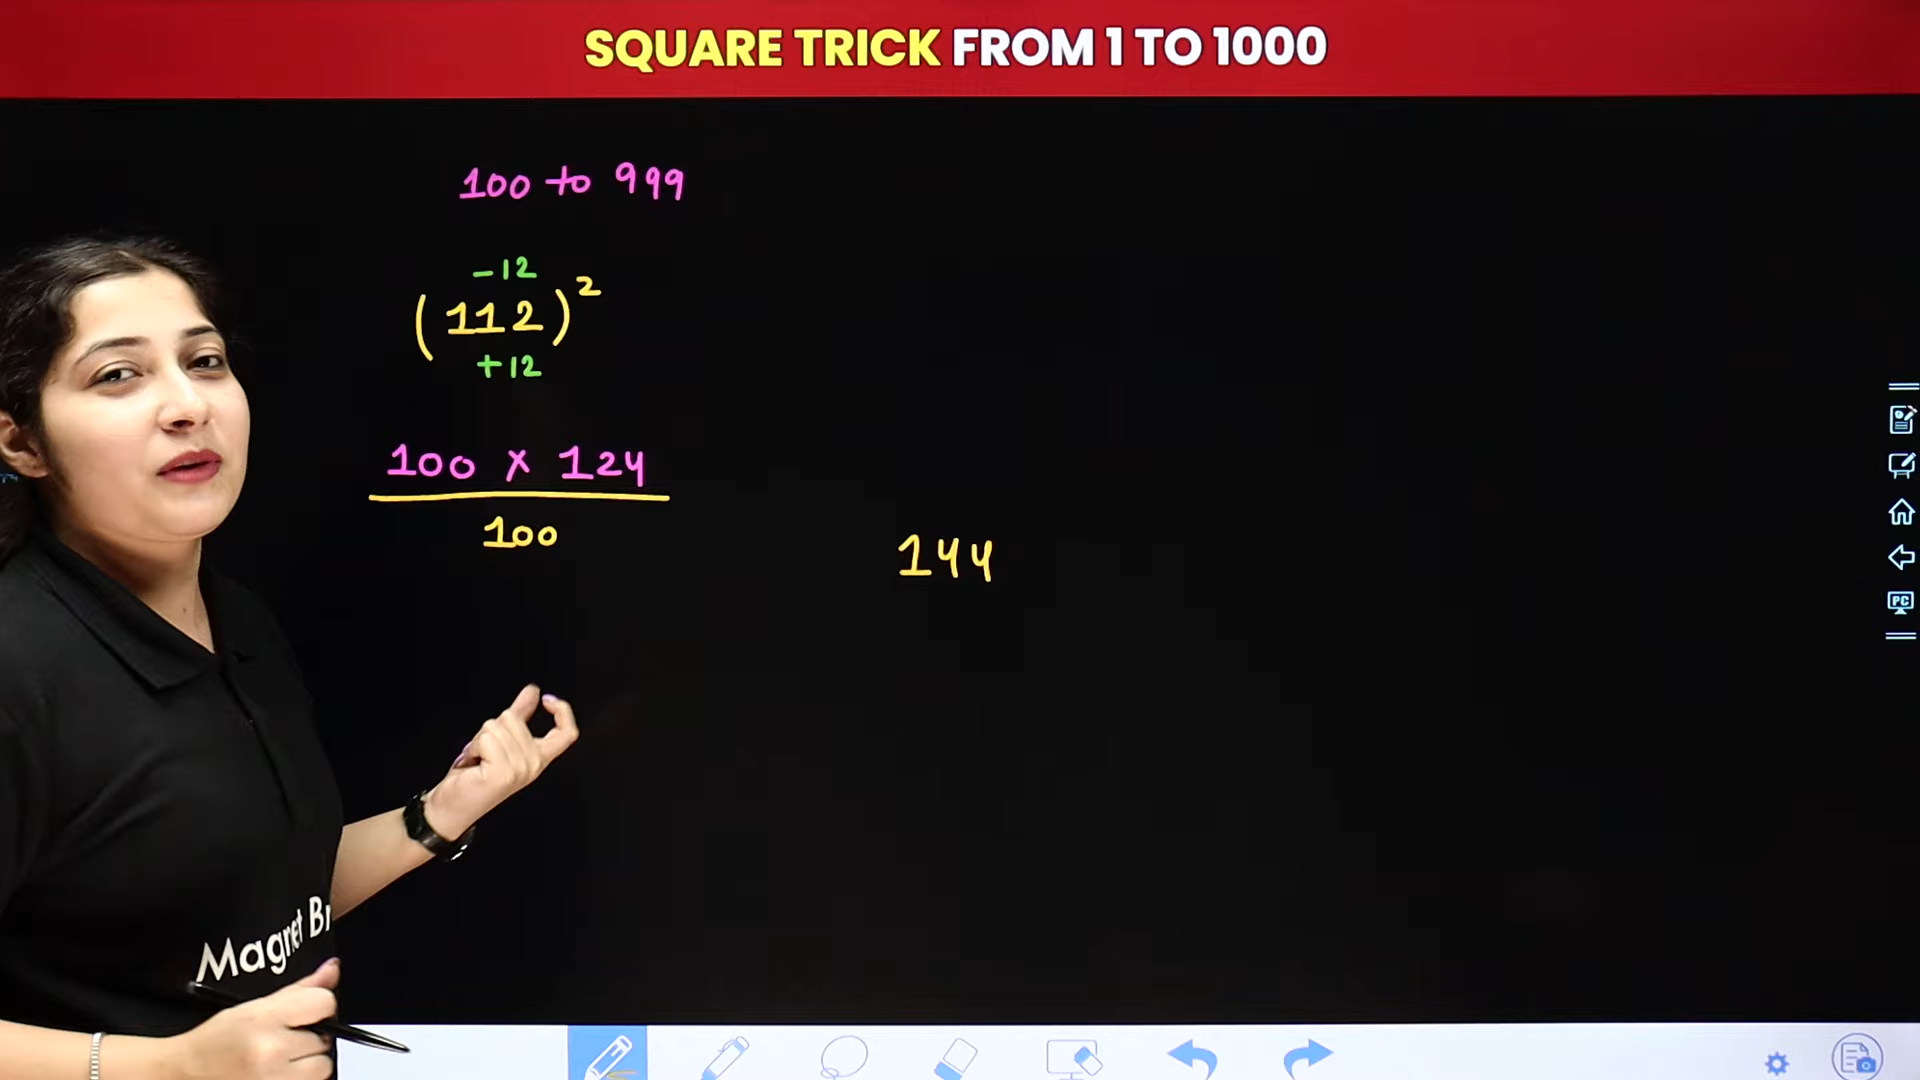 SQUARE TRICK FROM 1 TO 1000
100 to 999
-12
(112)²
+12
100 x 124
100
144
PC
Magnet Br